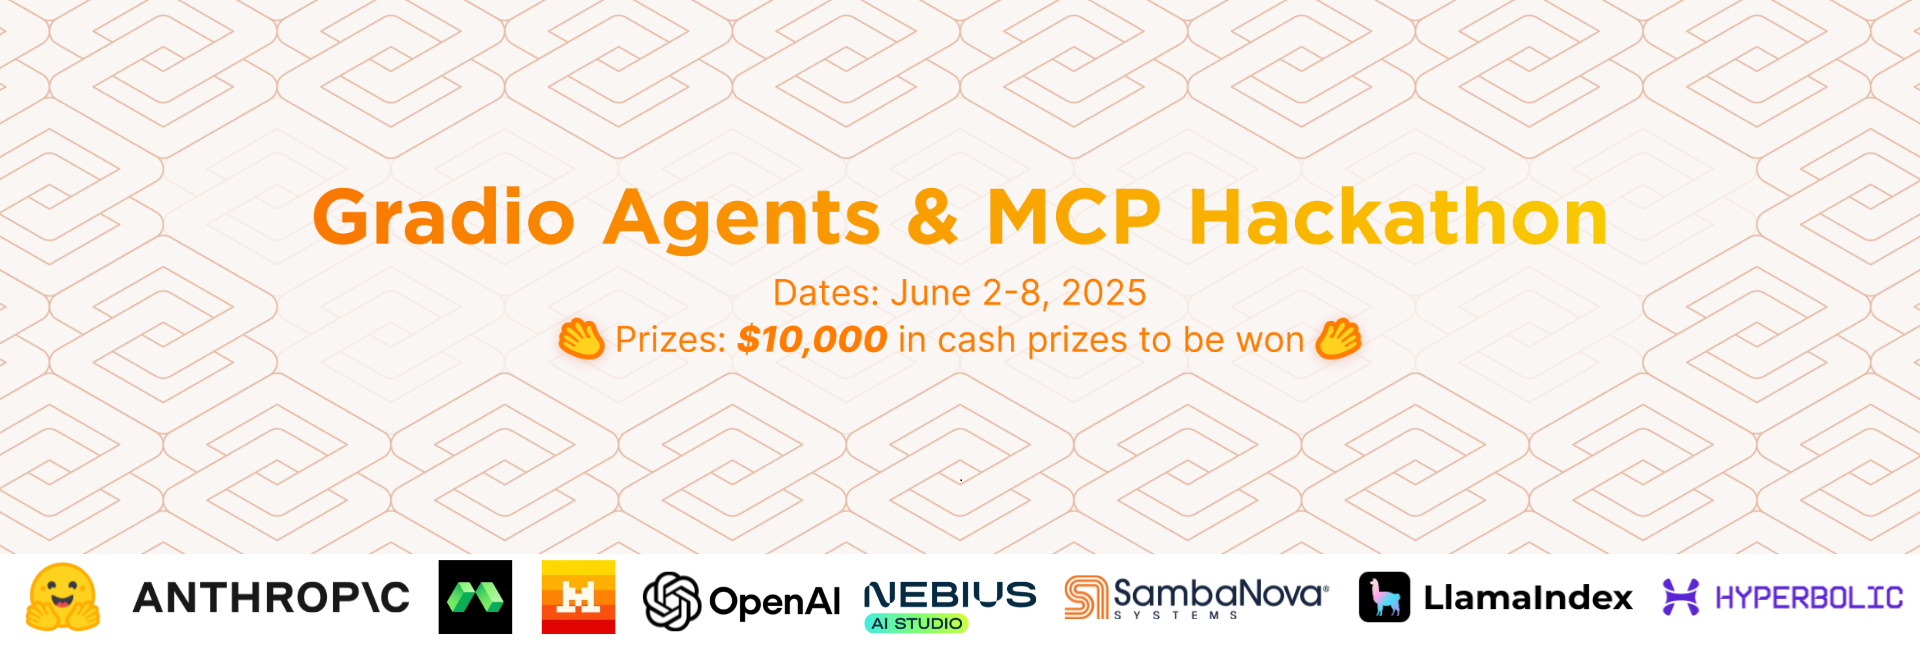 Gradio Agents & MCP Hackathon
Dates: June 2-8, 2025
Prizes: $10,000 in cash prizes to be won
ANTHROP\C
OpenAI
NEBIUS
AI STUDIO
SambaNova®
SYSTEMS
LlamaIndex
HYPERBOLIC